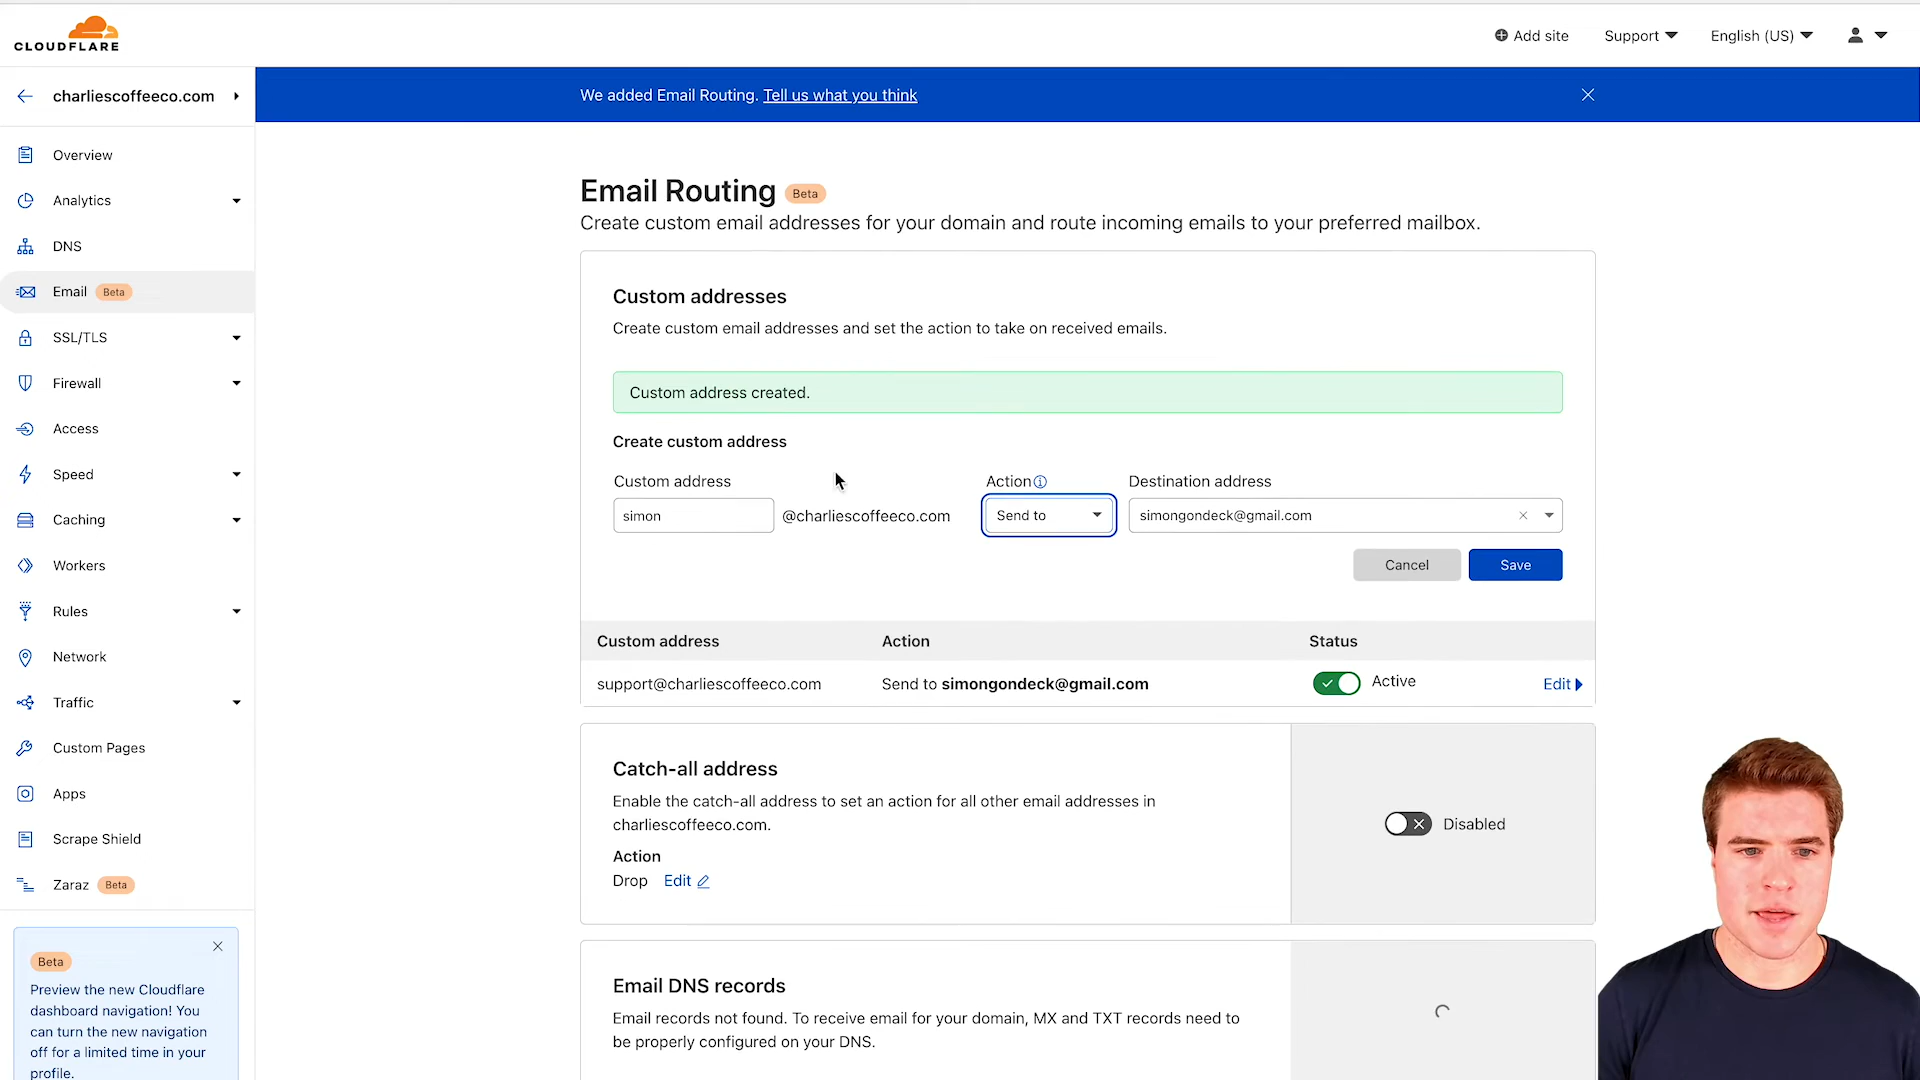 CLOUDFLARE
Add site
Support
English (US)
charliescoffeeco.com
We added Email Routing. Tell us what you think
Overview
Analytics
DNS
Email Beta
SSL/TLS
Firewall
Access
Speed
Caching
Workers
Rules
Network
Traffic
Custom Pages
Apps
Scrape Shield
Zaraz Beta
Beta
Preview the new Cloudflare
dashboard navigation! You
can turn the new navigation
off for a limited time in your
profile.
Email Routing Beta
Create custom email addresses for your domain and route incoming emails to your preferred mailbox.
Custom addresses
Create custom email addresses and set the action to take on received emails.
Custom address created.
Create custom address
Custom address Action Destination address
simon @charliescoffeeco.com Send to simongondeck@gmail.com
Cancel Save
Custom address Action Status
support@charliescoffeeco.com Send to simongondeck@gmail.com Active Edit
Catch-all address
Enable the catch-all address to set an action for all other email addresses in
charliescoffeeco.com.
Action
Drop Edit
Disabled
Email DNS records
Email records not found. To receive email for your domain, MX and TXT records need to
be properly configured on your DNS.